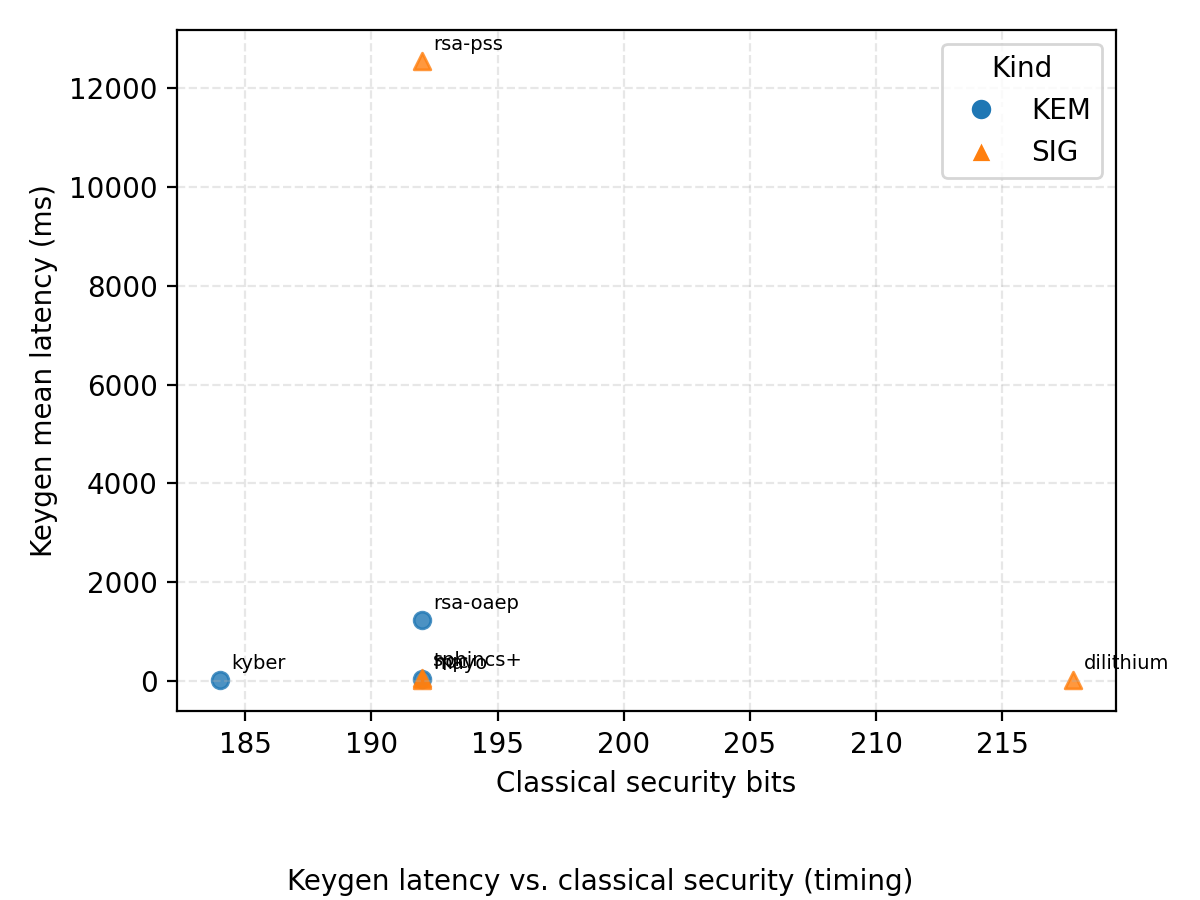 rsa-pss
Kind
KEM
SIG
12000
10000
8000
6000
4000
2000
0
Keygen mean latency (ms)
rsa-oaep
kyber
sphincs+
mayo
dilithium
185 190 195 200 205 210 215
Classical security bits
Keygen latency vs. classical security (timing)